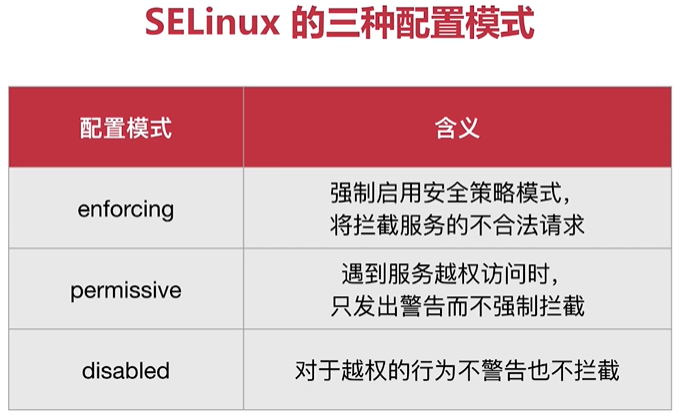 SELinux 的三种配置模式
配置模式
含义
enforcing
强制启用安全策略模式，
将拦截服务的不合法请求
permissive
遇到服务越权访问时，
只发出警告而不强制拦截
disabled
对于越权的行为不警告也不拦截